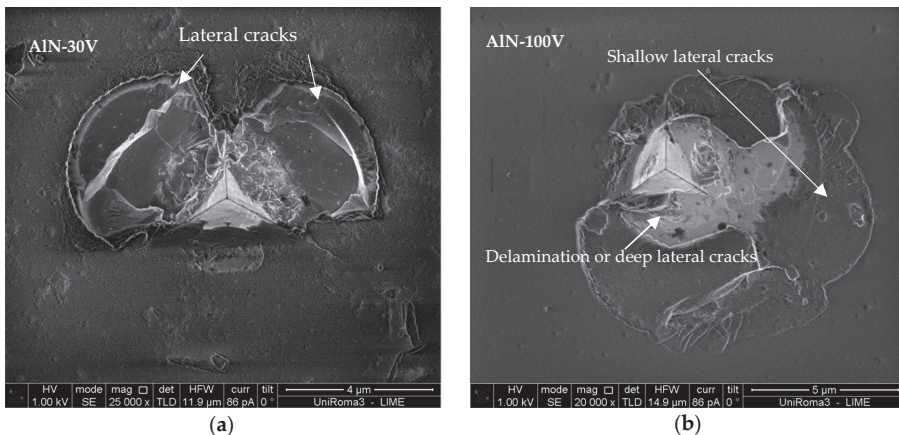 AlN-30V
Lateral cracks
HV mode mag □ det HFW curr tilt
1.00 kV SE 25 000 x TLD 11.9 µm 86 pA 0 °
4 µm
UniRoma3 - LIME
(a)
AlN-100V
Shallow lateral cracks
Delamination or deep lateral cracks
HV mode mag □ det HFW curr tilt
1.00 kV SE 20 000 x TLD 14.9 µm 86 pA 0 °
5 µm
UniRoma3 - LIME
(b)